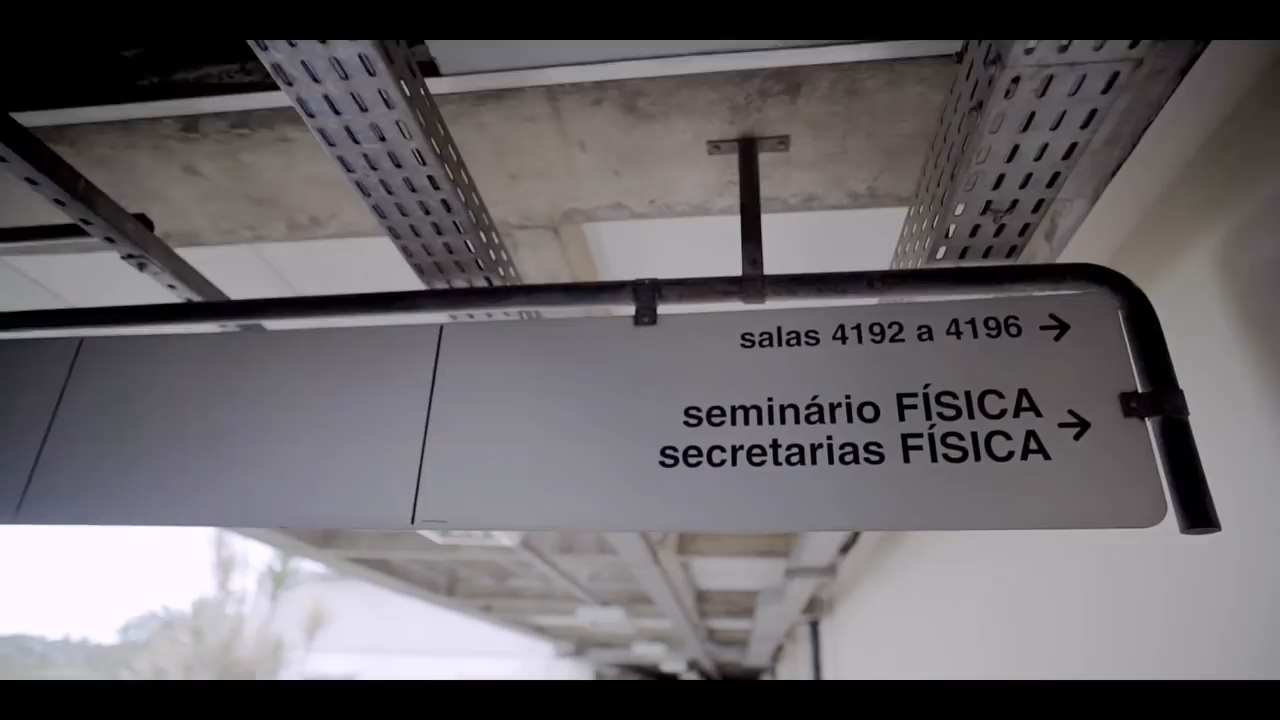 salas 4192 a 4196 →
seminário FÍSICA →
secretarias FÍSICA